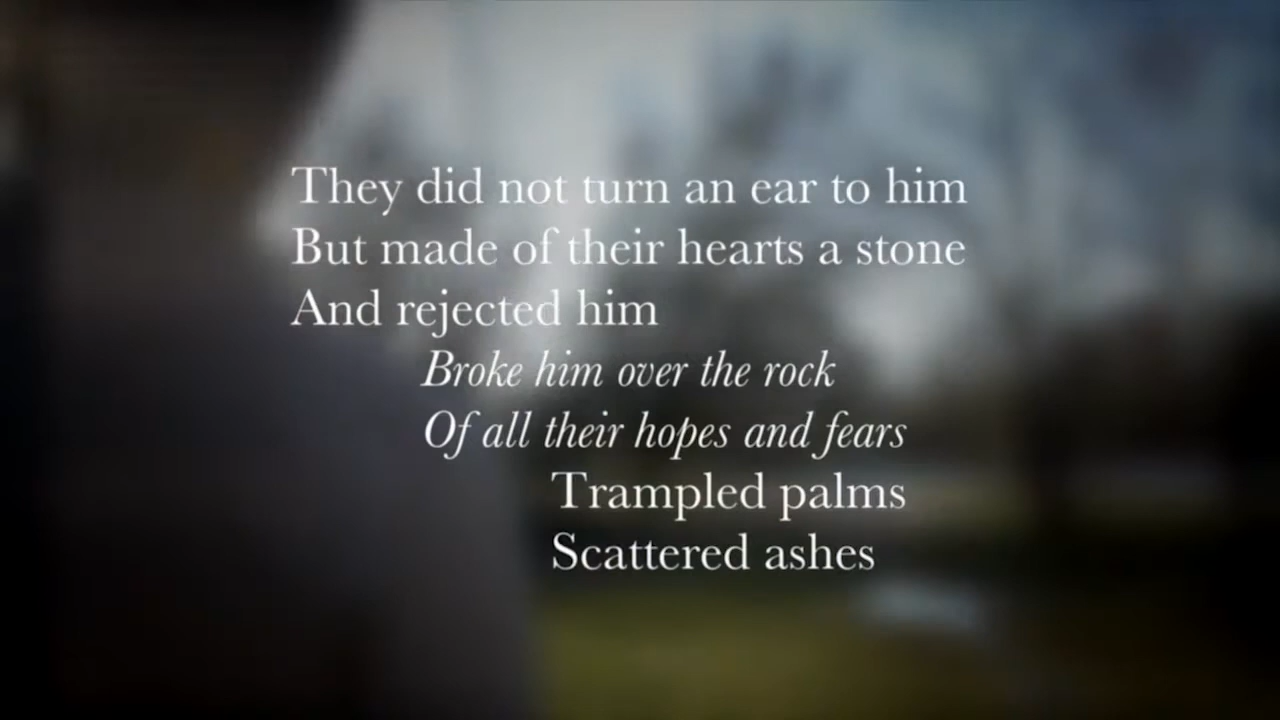 They did not turn an ear to him
But made of their hearts a stone
And rejected him
Broke him over the rock
Of all their hopes and fears
Trampled palms
Scattered ashes